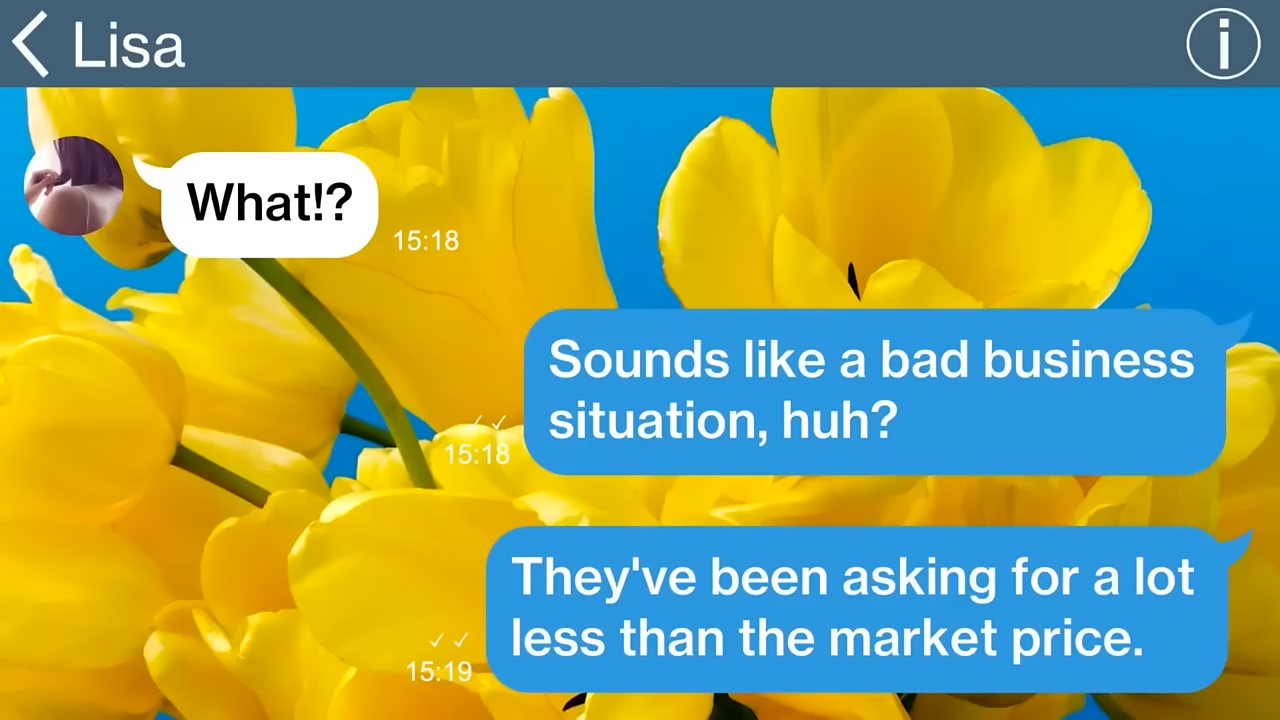 Lisa
What!?
15:18
Sounds like a bad business
situation, huh?
15:18
They've been asking for a lot
less than the market price.
15:19